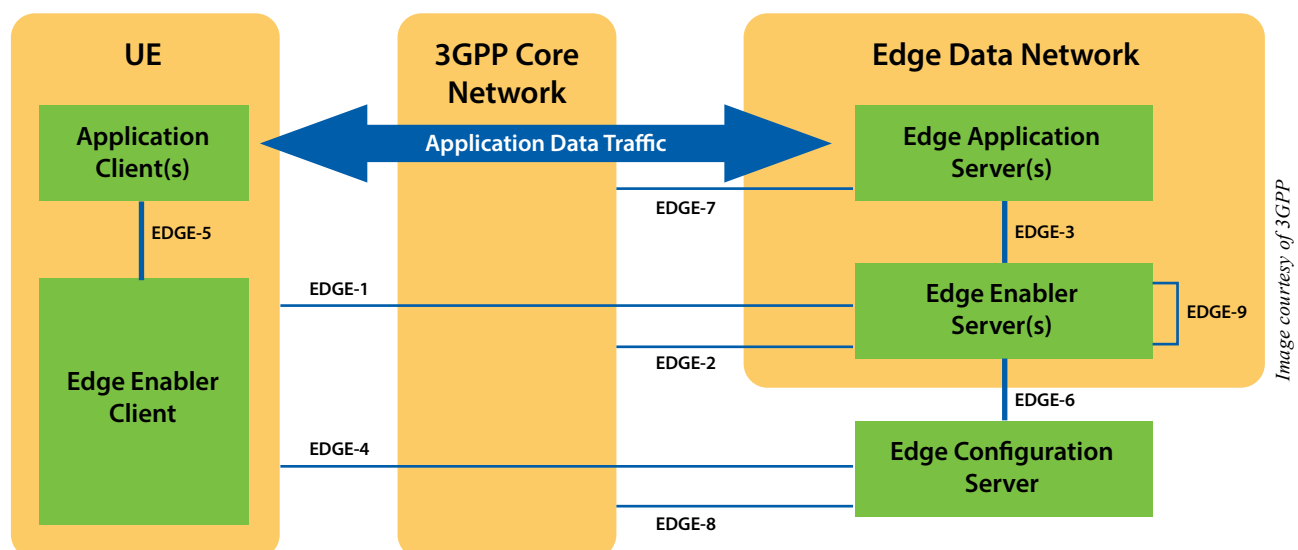 UE
3GPP Core
Network
Edge Data Network
Application
Client(s)
Application Data Traffic
Edge Application
Server(s)
EDGE-7
EDGE-5
EDGE-3
EDGE-1
Edge Enabler
Server(s)
EDGE-9
EDGE-2
Edge Enabler
Client
EDGE-6
EDGE-4
Edge Configuration
Server
EDGE-8
Image courtesy of 3GPP